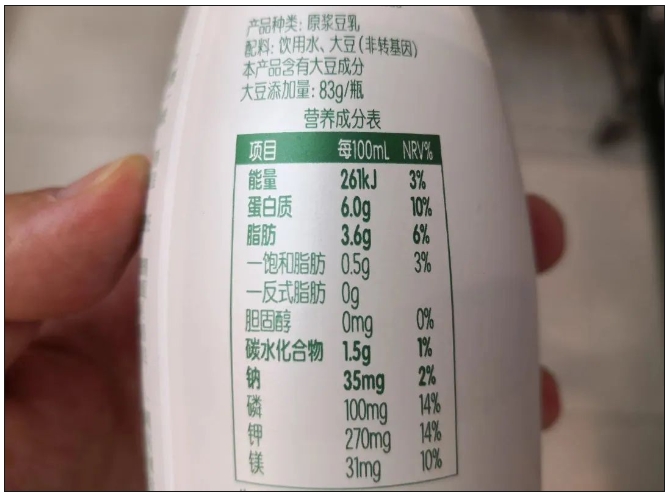 产品种类: 原浆豆乳
配料: 饮用水、大豆(非转基因)
本产品含有大豆成分
大豆添加量: 83g/瓶
营养成分表
项目 每100mL NRV%
能量 261kJ 3%
蛋白质 6.0g 10%
脂肪 3.6g 6%
一饱和脂肪 0.5g 3%
一反式脂肪 0g
胆固醇 0mg 0%
碳水化合物 1.5g 1%
钠 35mg 2%
磷 100mg 14%
钾 270mg 14%
镁 31mg 10%